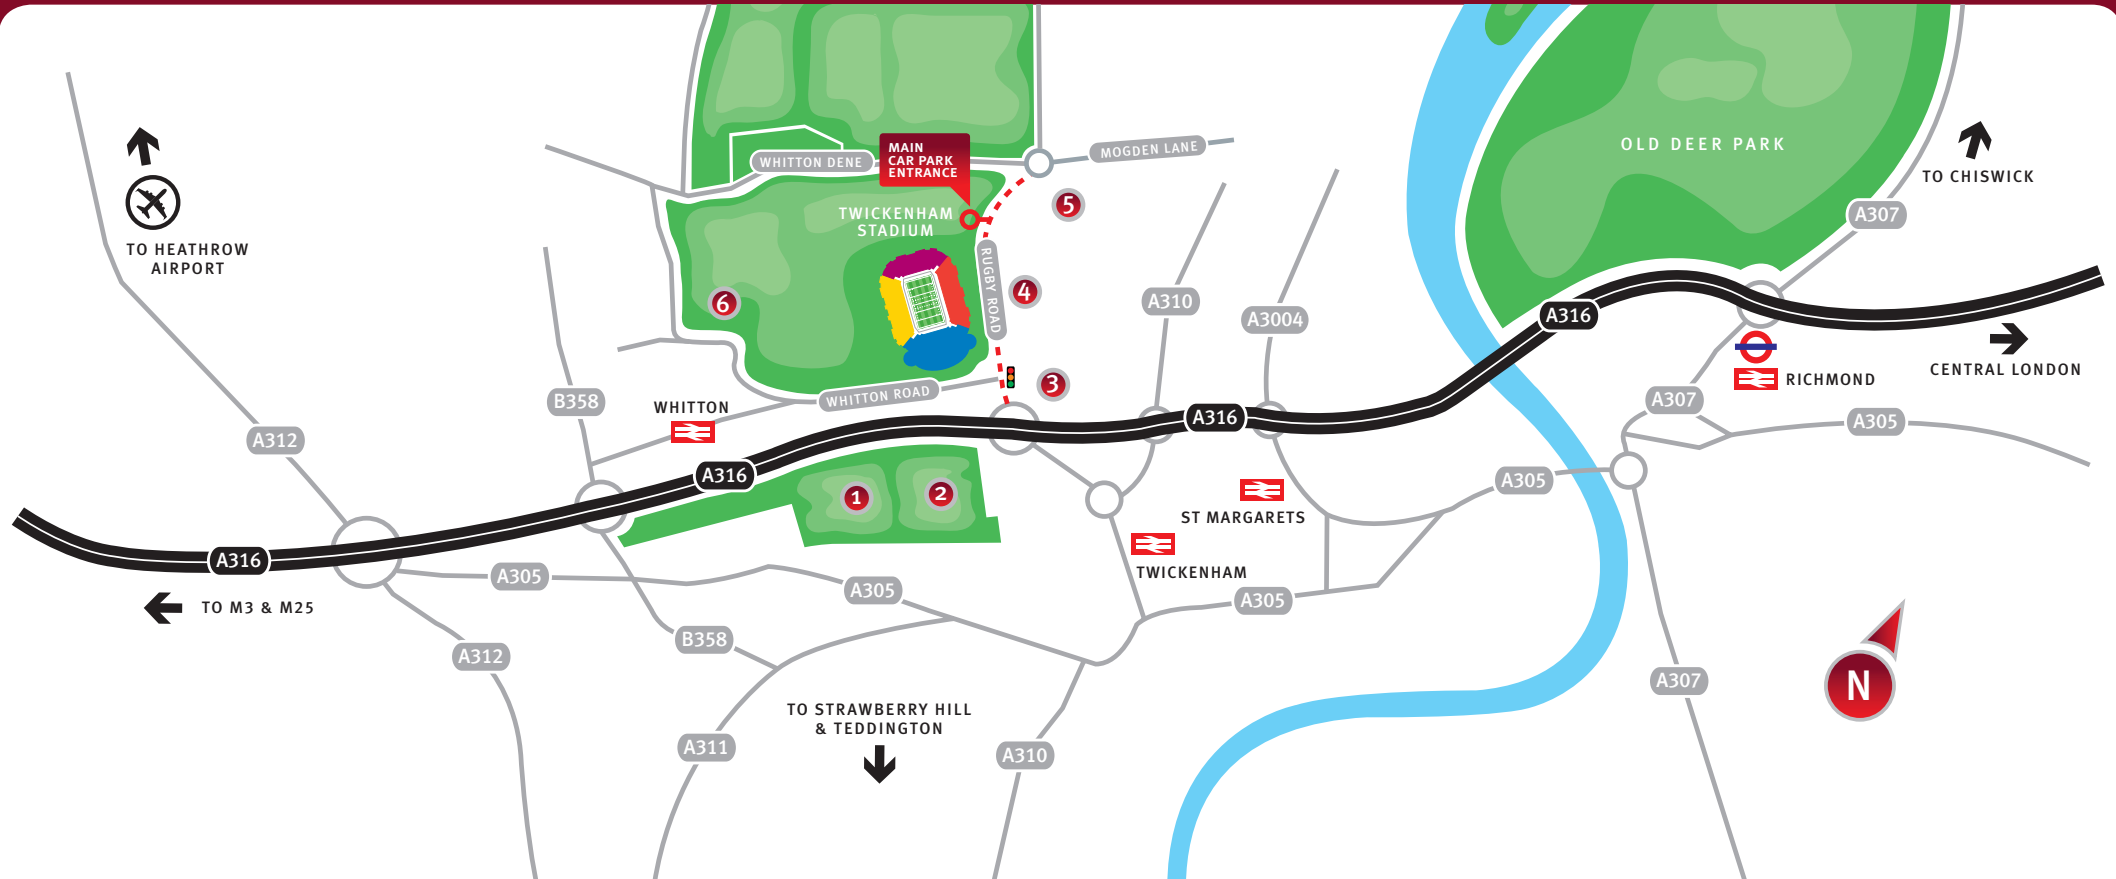 MAIN
CAR PARK
ENTRANCE
WHITTON DENE
MOGDEN LANE
OLD DEER PARK
TO CHISWICK
A307
TO HEATHROW
AIRPORT
TWICKENHAM
STADIUM
5
RUGBY ROAD
4
6
A310
A3004
A316
CENTRAL LONDON
RICHMOND
3
WHITTON ROAD
B358
WHITTON
A307
A305
A316
A312
A316
1
2
A305
ST MARGARETS
TWICKENHAM
A316
A305
A305
A305
TO M3 & M25
B358
A312
A307
N
TO STRAWBERRY HILL
& TEDDINGTON
A311
A310